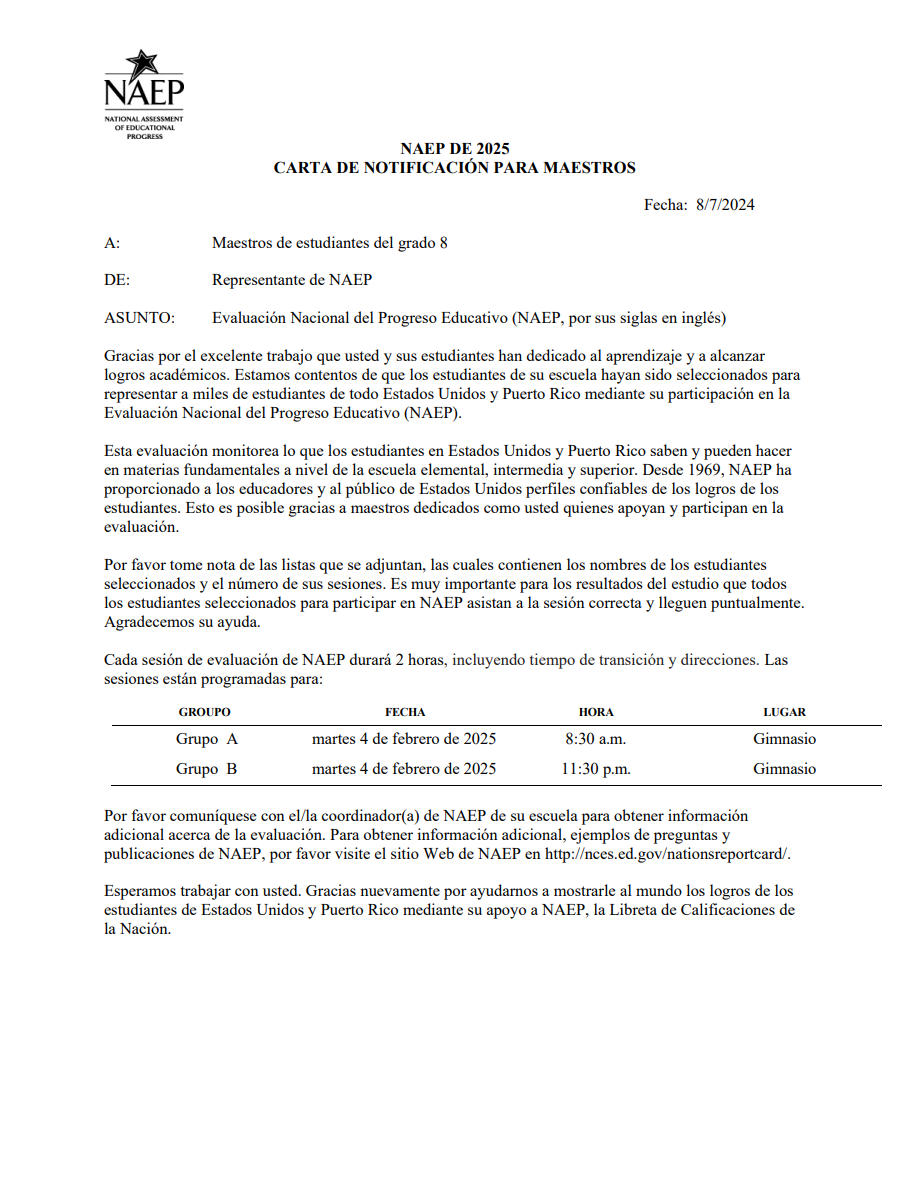 NAEP
NATIONAL ASSESSMENT
OF EDUCATIONAL
PROGRESS
NAEP DE 2025
CARTA DE NOTIFICACIÓN PARA MAESTROS
Fecha: 8/7/2024
A: Maestros de estudiantes del grado 8
DE: Representante de NAEP
ASUNTO: Evaluación Nacional del Progreso Educativo (NAEP, por sus siglas en inglés)
Gracias por el excelente trabajo que usted y sus estudiantes han dedicado al aprendizaje y a alcanzar
logros académicos. Estamos contentos de que los estudiantes de su escuela hayan sido seleccionados para
representar a miles de estudiantes de todo Estados Unidos y Puerto Rico mediante su participación en la
Evaluación Nacional del Progreso Educativo (NAEP).
Esta evaluación monitorea lo que los estudiantes en Estados Unidos y Puerto Rico saben y pueden hacer
en materias fundamentales a nivel de la escuela elemental, intermedia y superior. Desde 1969, NAEP ha
proporcionado a los educadores y al público de Estados Unidos perfiles confiables de los logros de los
estudiantes. Esto es posible gracias a maestros dedicados como usted quienes apoyan y participan en la
evaluación.
Por favor tome nota de las listas que se adjuntan, las cuales contienen los nombres de los estudiantes
seleccionados y el número de sus sesiones. Es muy importante para los resultados del estudio que todos
los estudiantes seleccionados para participar en NAEP asistan a la sesión correcta y lleguen puntualmente.
Agradecemos su ayuda.
Cada sesión de evaluación de NAEP durará 2 horas, incluyendo tiempo de transición y direcciones. Las
sesiones están programadas para:
GROUPO FECHA HORA LUGAR
Grupo A martes 4 de febrero de 2025 8:30 a.m. Gimnasio
Grupo B martes 4 de febrero de 2025 11:30 p.m. Gimnasio
Por favor comuníquese con el/la coordinador(a) de NAEP de su escuela para obtener información
adicional acerca de la evaluación. Para obtener información adicional, ejemplos de preguntas y
publicaciones de NAEP, por favor visite el sitio Web de NAEP en http://nces.ed.gov/nationsreportcard/.
Esperamos trabajar con usted. Gracias nuevamente por ayudarnos a mostrarle al mundo los logros de los
estudiantes de Estados Unidos y Puerto Rico mediante su apoyo a NAEP, la Libreta de Calificaciones de
la Nación.